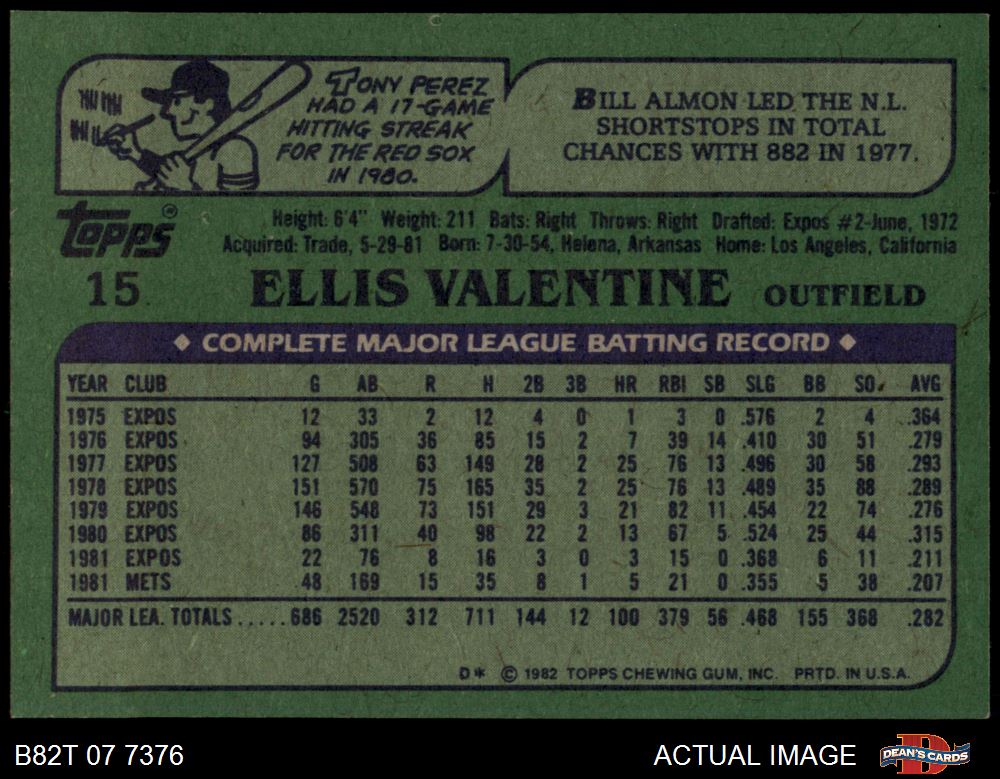 TONY PEREZ
HAD A 17-GAME
HITTING STREAK
FOR THE RED SOX
IN 1980.
BILL ALMON LED THE N.L.
SHORTSTOPS IN TOTAL
CHANCES WITH 882 IN 1977.
Topps®
Height: 6'4" Weight: 211 Bats: Right Throws: Right Drafted: Expos #2-June, 1972
Acquired: Trade, 5-29-81 Born: 7-30-54, Helena, Arkansas Home: Los Angeles, California
15 ELLIS VALENTINE OUTFIELD
◆ COMPLETE MAJOR LEAGUE BATTING RECORD ◆
YEAR CLUB G AB R H 2B 3B HR RBI SB SLG BB SO AVG
1975 EXPOS 12 33 2 12 4 0 1 3 0 .576 2 4 .364
1976 EXPOS 94 305 36 85 15 2 7 39 14 .410 30 51 .279
1977 EXPOS 127 508 63 149 28 2 25 76 13 .496 30 58 .293
1978 EXPOS 151 570 75 165 35 2 25 76 13 .489 35 88 .289
1979 EXPOS 146 548 73 151 29 3 21 82 11 .454 22 74 .276
1980 EXPOS 86 311 40 98 22 2 13 67 5 .524 25 44 .315
1981 EXPOS 22 76 8 16 3 0 3 15 0 .368 6 11 .211
1981 METS 48 169 15 35 8 1 5 21 0 .355 5 38 .207
MAJOR LEA. TOTALS.....686 2520 312 711 144 12 100 379 56 .468 155 368 .282
D* © 1982 TOPPS CHEWING GUM, INC. PRTD. IN U.S.A.
B82T 07 7376 ACTUAL IMAGE DEAN'S CARDS